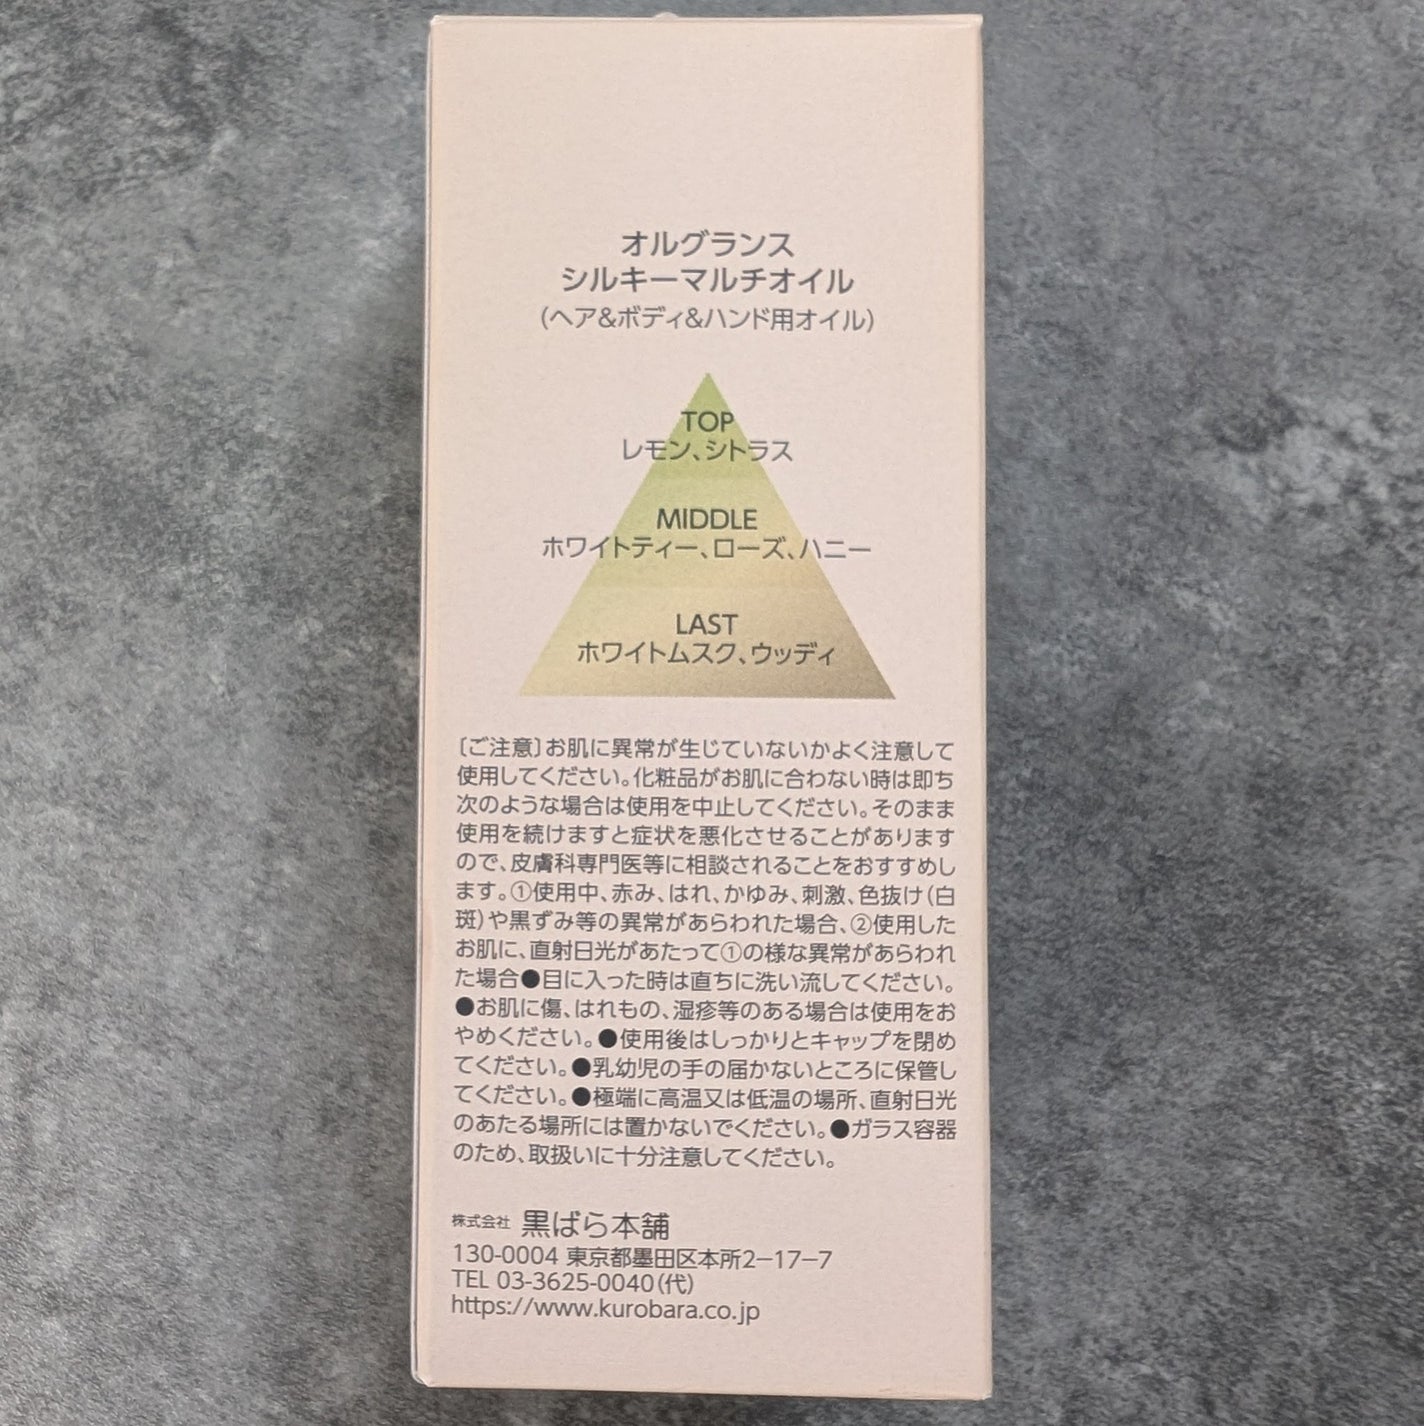 オルグランス
シルキーマルチオイル
(ヘア&ボディ&ハンド用オイル)
TOP
レモン、シトラス
MIDDLE
ホワイトティー、ローズ、ハニー
LAST
ホワイトムスク、ウッディ
〔ご注意〕お肌に異常が生じていないかよく注意して
使用してください。化粧品がお肌に合わない時は即ち
次のような場合は使用を中止してください。そのまま
使用を続けますと症状を悪化させることがあります
ので、皮膚科専門医等に相談されることをおすすめし
ます。①使用中、赤み、はれ、かゆみ、刺激、色抜け(白
斑)や黒ずみ等の異常があらわれた場合、②使用した
お肌に、直射日光があたって①の様な異常があらわれ
た場合●目に入った時は直ちに洗い流してください。
●お肌に傷、はれもの、湿疹等のある場合は使用をお
やめください。●使用後はしっかりとキャップを閉め
てください。●乳幼児の手の届かないところに保管し
てください。●極端に高温又は低温の場所、直射日光
のあたる場所には置かないでください。●ガラス容器
のため、取扱いに十分注意してください。
株式会社 黒ばら本舗
130-0004 東京都墨田区本所2−17−7
TEL 03-3625-0040(代)
https://www.kurobara.co.jp